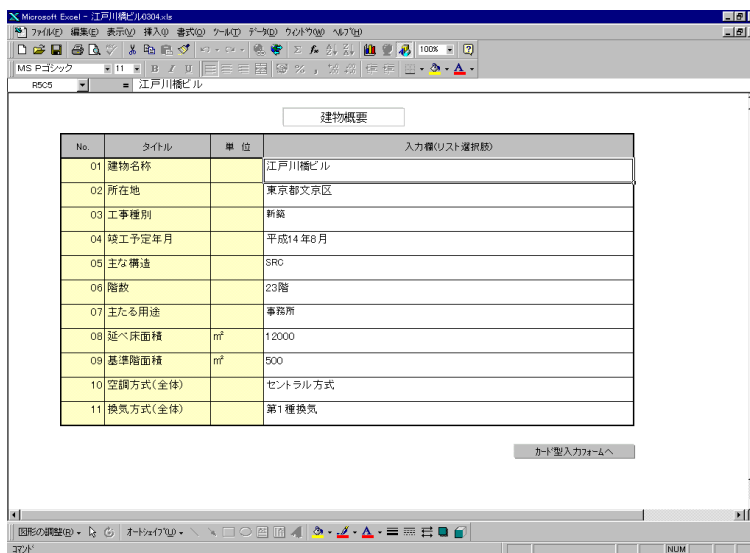 Microsoft Excel - 江戸川橋ビル0304.xls
ファイル(F) 編集(E) 表示(V) 挿入(I) 書式(O) ツール(T) データ(D) ウィンドウ(W) ヘルプ(H)
100%
MS Pゴシック 11 B I U
R5C5 = 江戸川橋ビル
建物概要
No. タイトル 単 位 入力欄(リスト選択肢)
01 建物名称 江戸川橋ビル
02 所在地 東京都文京区
03 工事種別 新築
04 竣工予定年月 平成14年8月
05 主な構造 SRC
06 階数 23階
07 主たる用途 事務所
08 延べ床面積 ㎡ 12000
09 基準階面積 ㎡ 500
10 空調方式(全体) セントラル方式
11 換気方式(全体) 第1種換気
カード型入力フォームへ
図形の調整(R) オートシェイプ(U)
コマンド NUM